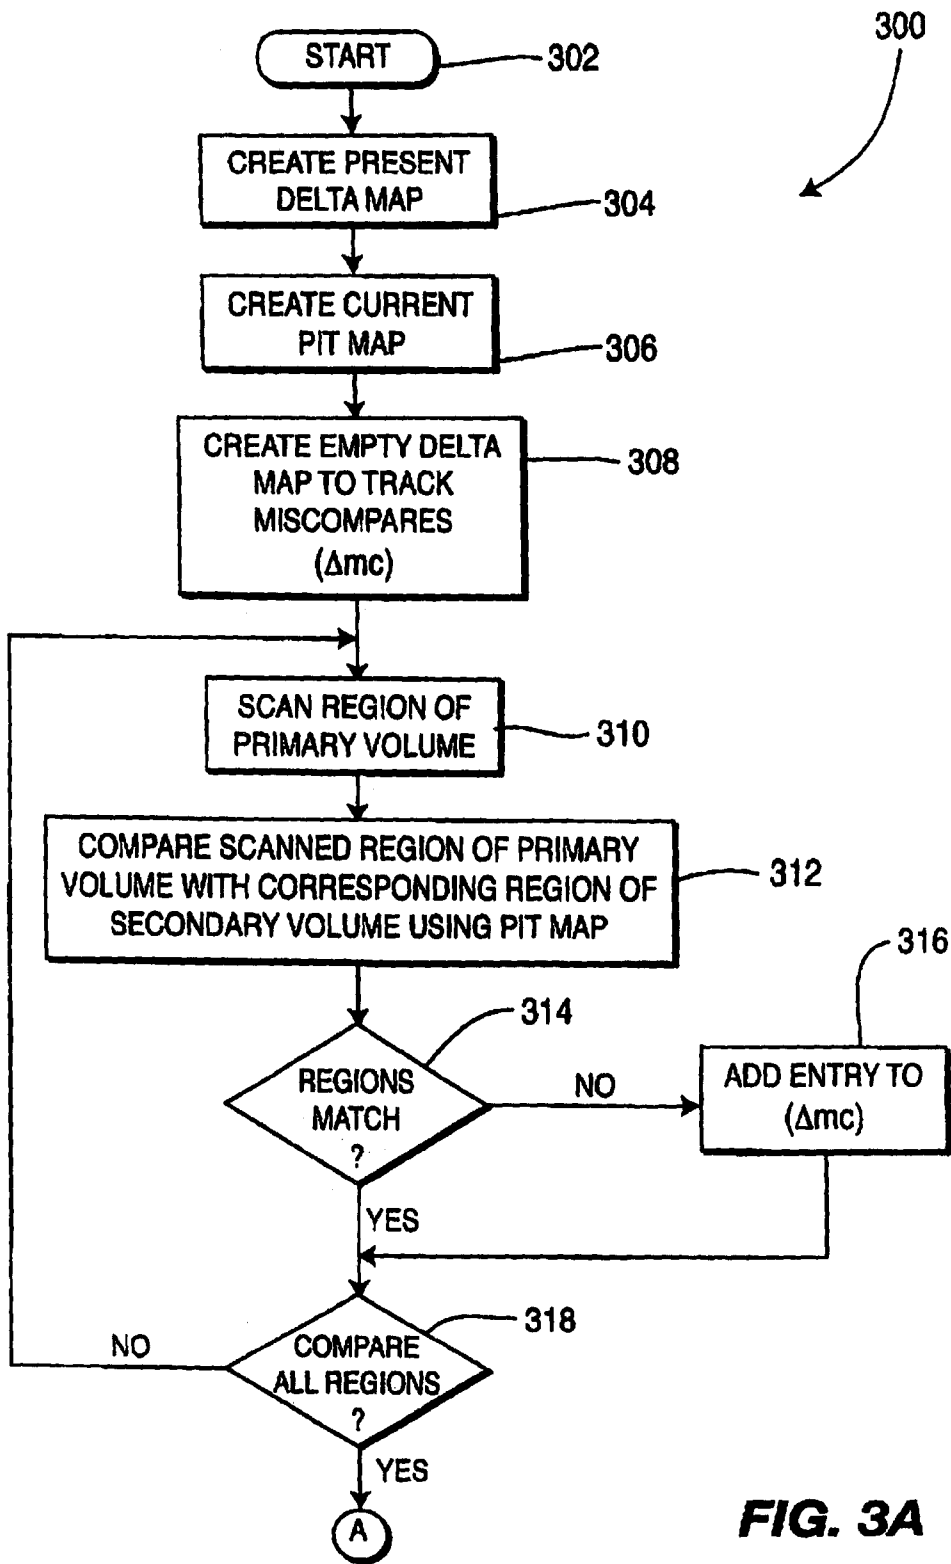 300
START
302
CREATE PRESENT
DELTA MAP
304
CREATE CURRENT
PIT MAP
306
CREATE EMPTY DELTA
MAP TO TRACK
MISCOMPARES
(Δmc)
308
SCAN REGION OF
PRIMARY VOLUME
310
COMPARE SCANNED REGION OF PRIMARY
VOLUME WITH CORRESPONDING REGION OF
SECONDARY VOLUME USING PIT MAP
312
314
REGIONS
MATCH
?
NO
316
ADD ENTRY TO
(Δmc)
YES
318
COMPARE
ALL REGIONS
?
NO
YES
A
FIG. 3A